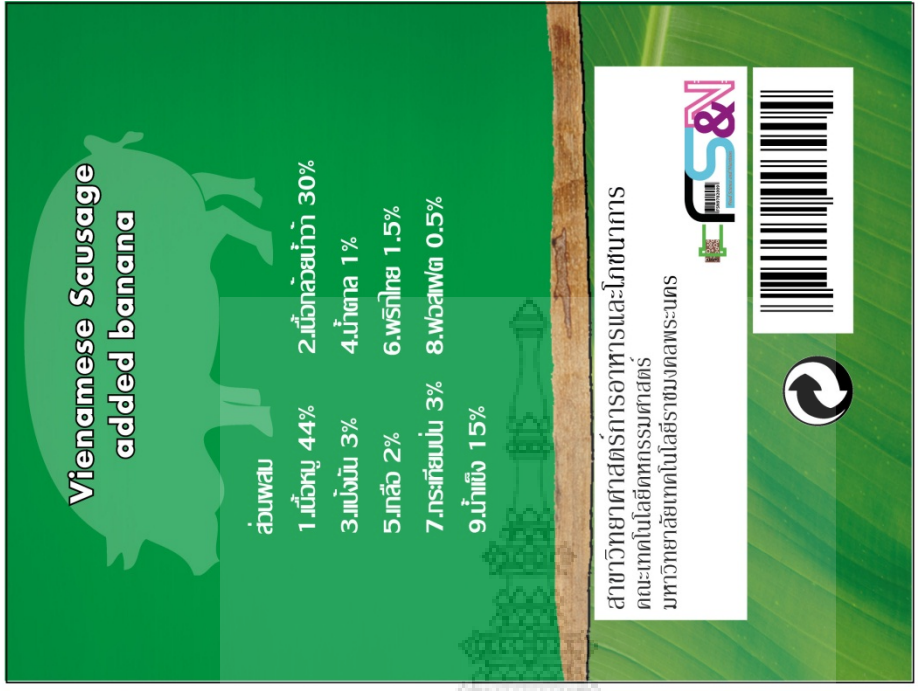 Vienamese Sausage
added banana
ส่วนผสม
1.เนื้อหมู 44% 2.เนื้อกล้วยน้ำว้า 30%
3.แป้งมัน 3% 4.น้ำตาล 1%
5.เกลือ 2% 6.พริกไทย 1.5%
7.กระเทียมป่น 3% 8.ฟอสเฟต 0.5%
9.น้ำแข็ง 15%
สาขาวิทยาศาสตร์การอาหารและโภชนาการ
คณะเทคโนโลยีคหกรรมศาสตร์
มหาวิทยาลัยเทคโนโลยีราชมงคลพระนคร
FS&N